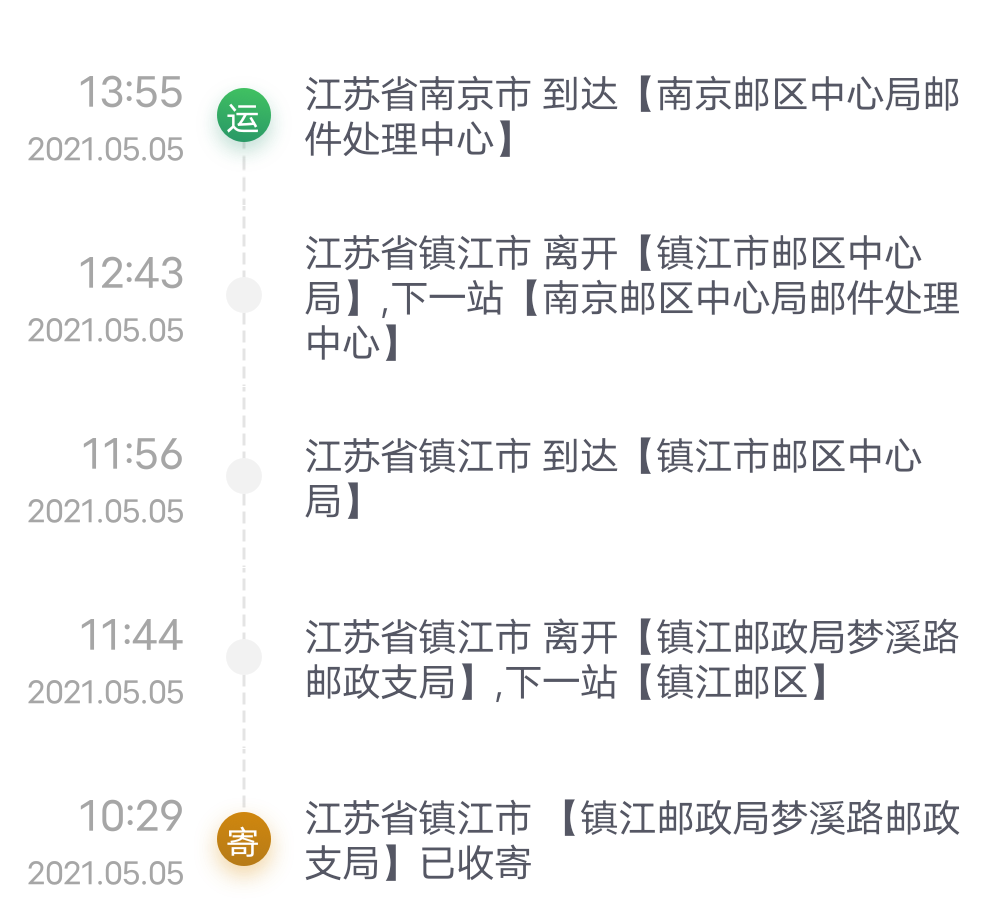 13:55
2021.05.05
运
江苏省南京市 到达【南京邮区中心局邮
件处理中心】
12:43
2021.05.05
江苏省镇江市 离开【镇江市邮区中心
局】,下一站【南京邮区中心局邮件处理
中心】
11:56
2021.05.05
江苏省镇江市 到达【镇江市邮区中心
局】
11:44
2021.05.05
江苏省镇江市 离开【镇江邮政局梦溪路
邮政支局】,下一站【镇江邮区】
10:29
2021.05.05
寄
江苏省镇江市 【镇江邮政局梦溪路邮政
支局】已收寄